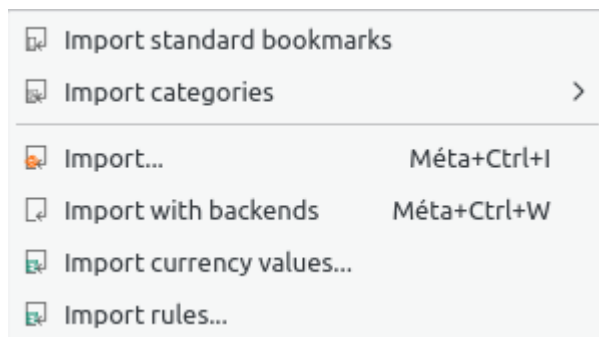 Import standard bookmarks
Import categories
Import... Méta+Ctrl+I
Import with backends Méta+Ctrl+W
Import currency values...
Import rules...